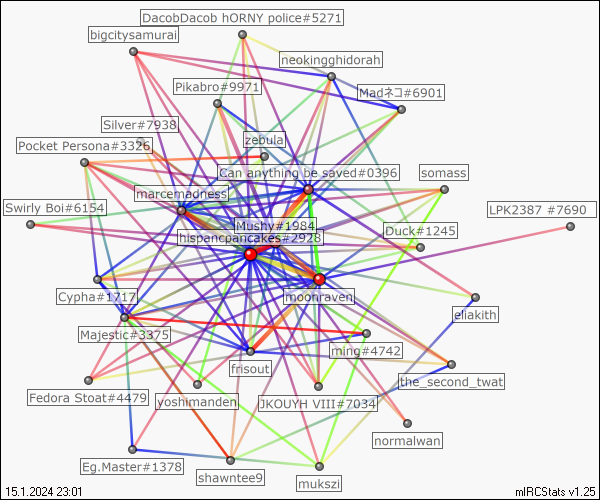 DacobDacob hORNY police#5271
bigcitysamurai
neokingghidorah
Pikabro#9971
Madネコ#6901
Silver#7938
zebula
Pocket Persona#3326
Can anything be saved#0396
somass
marcemadness
Swirly Boi#6154
LPK2387 #7690
Mushy#1984
Duck#1245
hispancpancakes#2928
Cypha#1717
moonraven
eliakith
Majestic#3375
ming#4742
frisout
the_second_twat
Fedora Stoat#4479
yoshimanden
JKOUYH VIII#7034
normalwan
Eg.Master#1378
shawntee9
mukszi
15.1.2024 23:01
mIRCStats v1.25